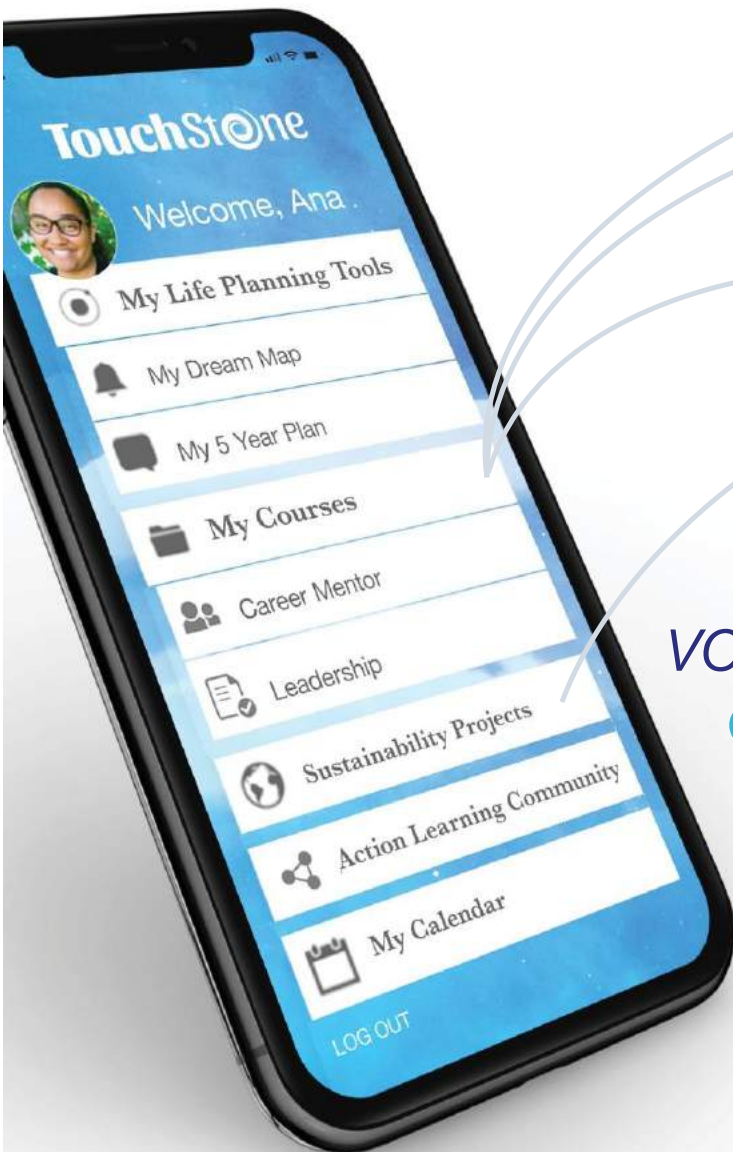 TouchStone
Welcome, Ana
My Life Planning Tools
My Dream Map
My 5 Year Plan
My Courses
Career Mentor
Leadership
Sustainability Projects
Action Learning Community
My Calendar
LOG OUT